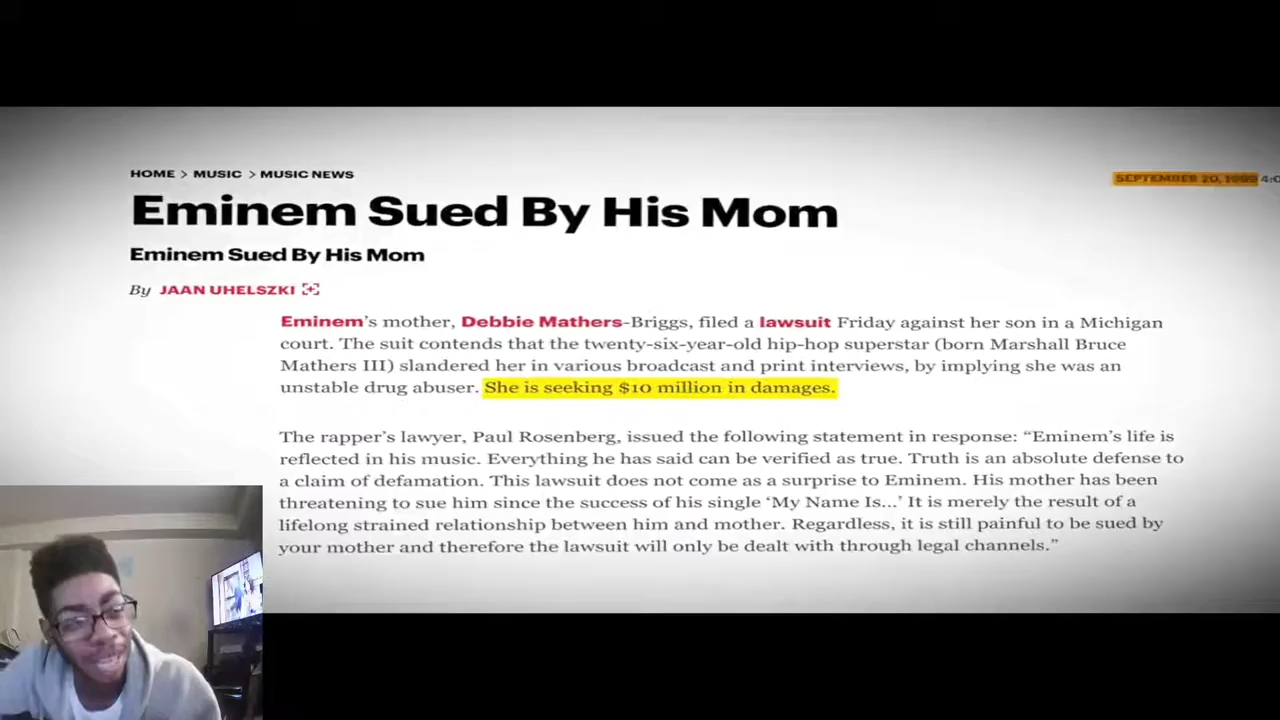 HOME > MUSIC > MUSIC NEWS
SEPTEMBER 20, 1999 4:0
Eminem Sued By His Mom
Eminem Sued By His Mom
By JAAN UHELSZKI
Eminem's mother, Debbie Mathers-Briggs, filed a lawsuit Friday against her son in a Michigan
court. The suit contends that the twenty-six-year-old hip-hop superstar (born Marshall Bruce
Mathers III) slandered her in various broadcast and print interviews, by implying she was an
unstable drug abuser. She is seeking $10 million in damages.
The rapper's lawyer, Paul Rosenberg, issued the following statement in response: “Eminem's life is
reflected in his music. Everything he has said can be verified as true. Truth is an absolute defense to
a claim of defamation. This lawsuit does not come as a surprise to Eminem. His mother has been
threatening to sue him since the success of his single ‘My Name Is...’ It is merely the result of a
lifelong strained relationship between him and mother. Regardless, it is still painful to be sued by
your mother and therefore the lawsuit will only be dealt with through legal channels.”